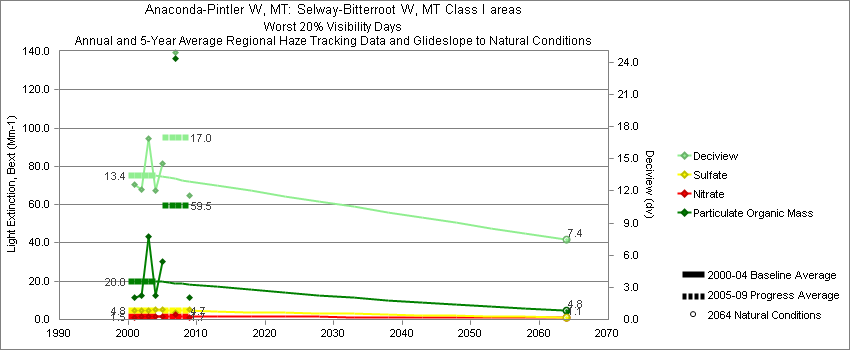 Anaconda-Pintler W, MT: Selway-Bitterroot W, MT Class I areas
Worst 20% Visibility Days
Annual and 5-Year Average Regional Haze Tracking Data and Glideslope to Natural Conditions
Light Extinction, Bext (Mm-1)
140.0
120.0
100.0
80.0
60.0
40.0
20.0
0.0
13.4
17.0
59.5
20.0
4.8
4.7
1.5
7.4
4.8
1990
2000
2010
2020
2030
2040
2050
2060
2070
24.0
21.0
18.0
15.0
12.0
9.0
6.0
3.0
0.0
Deciview (dv)
Deciview
Sulfate
Nitrate
Particulate Organic Mass
2000-04 Baseline Average
2005-09 Progress Average
2064 Natural Conditions